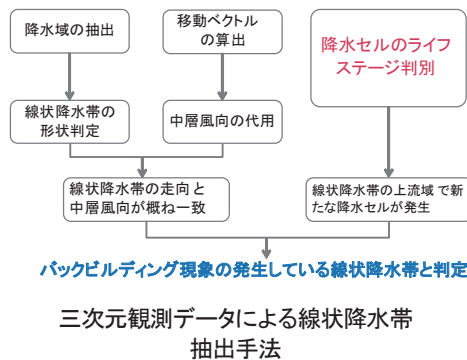 降水域の抽出
移動ベクトル
の算出
降水セルのライフ
ステージ判別
線状降水帯の
形状判定
中層風向の代用
線状降水帯の走向と
中層風向が概ね一致
線状降水帯の上流域で新
たな降水セルが発生
バックビルディング現象の発生している線状降水帯と判定
三次元観測データによる線状降水帯
抽出手法